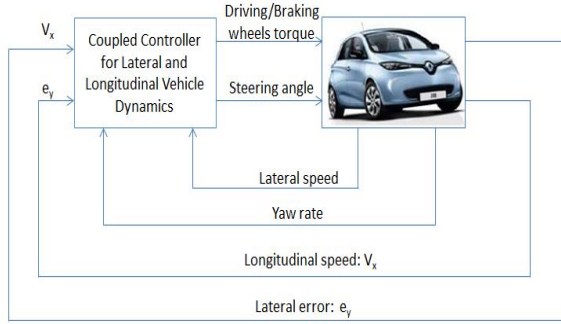 Driving/Braking
wheels torque
Vx
Coupled Controller
for Lateral and
Longitudinal Vehicle
Dynamics
ey
Steering angle
Lateral speed
Yaw rate
Longitudinal speed: Vx
Lateral error: ey